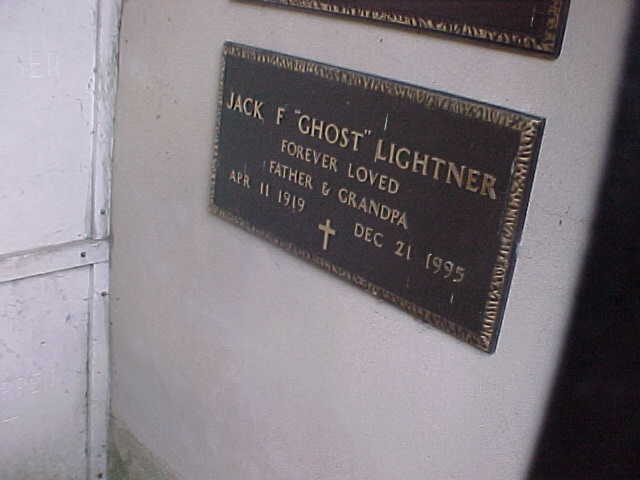 JACK F "GHOST" LIGHTNER
FOREVER LOVED
FATHER & GRANDPA
APR 11 1919 DEC 21 1995